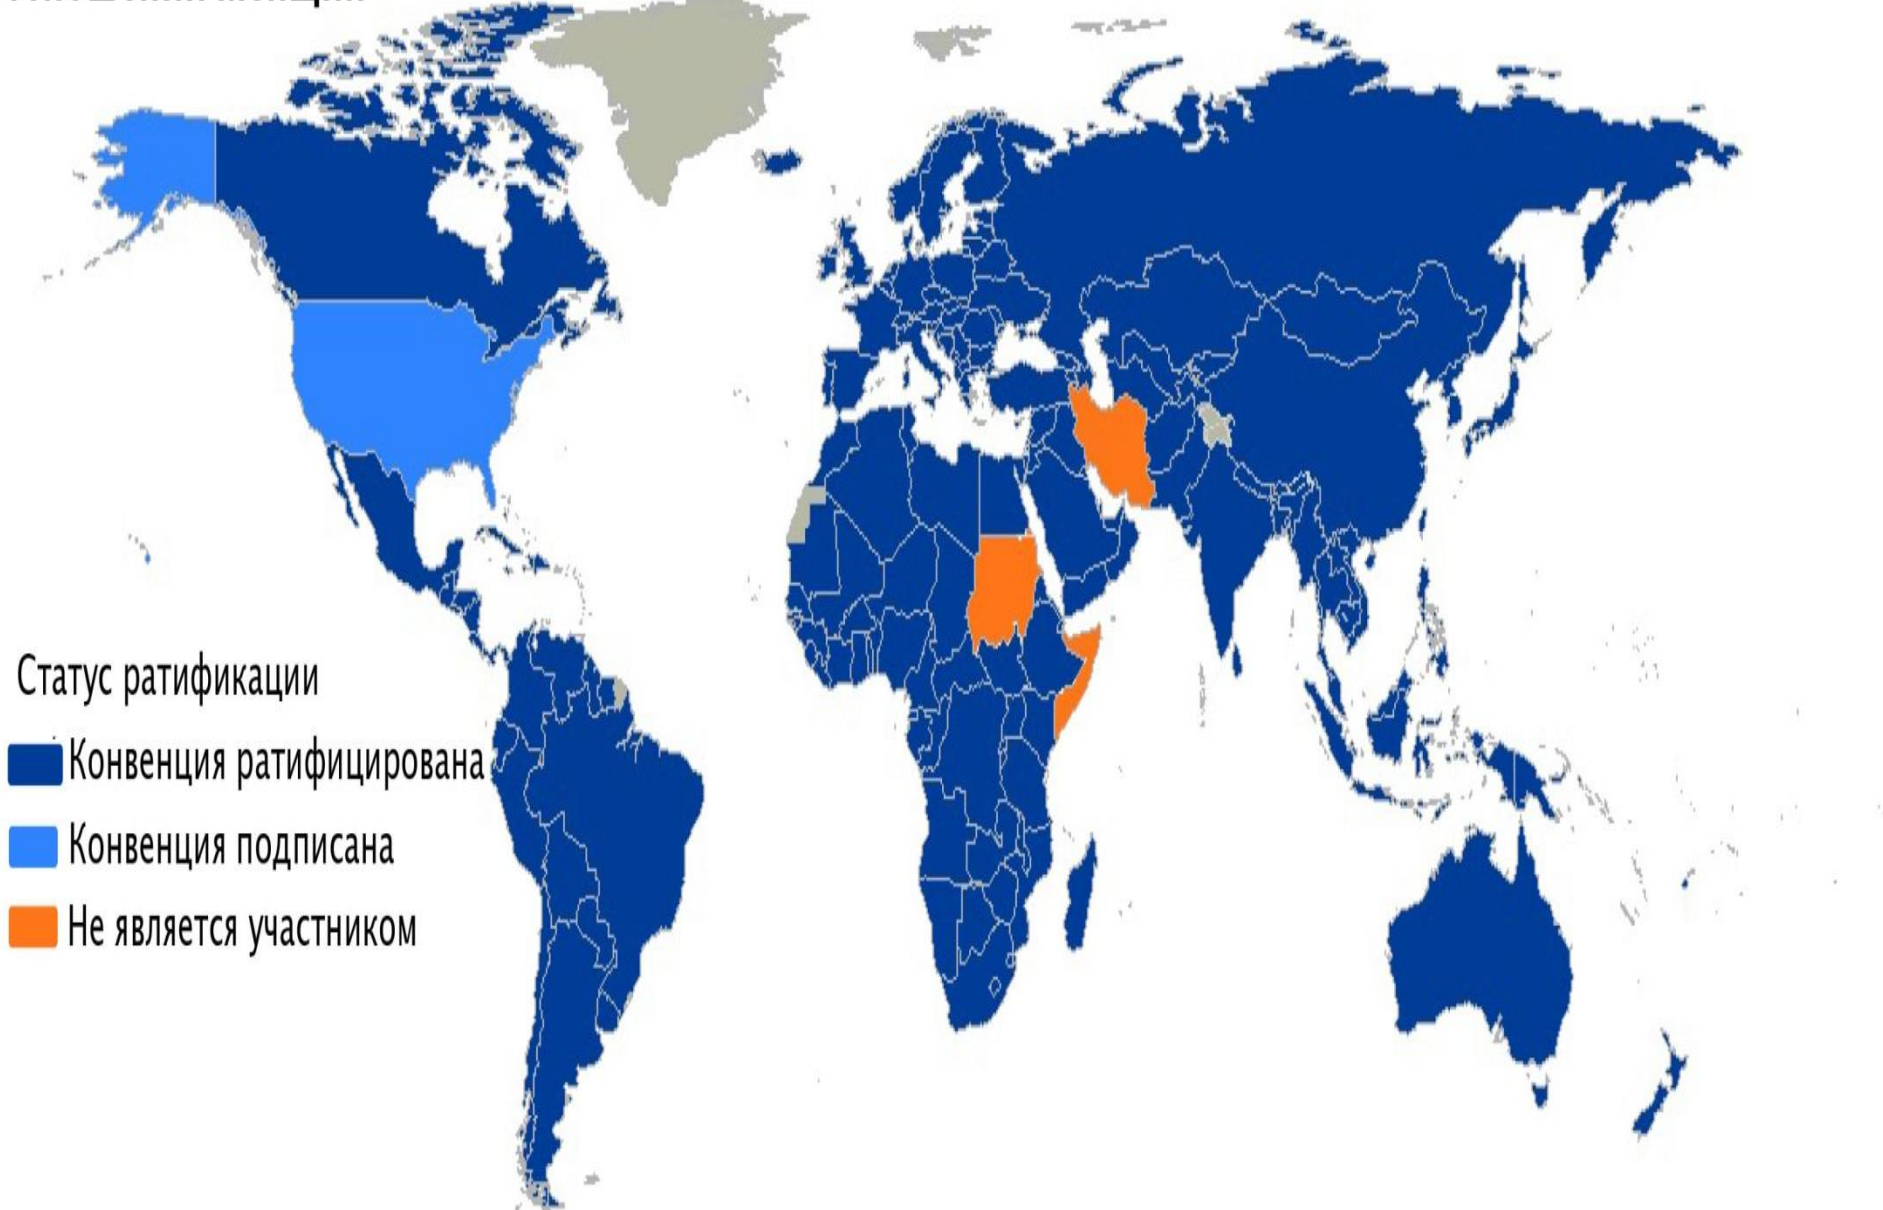 Статус ратификации
Конвенция ратифицирована
Конвенция подписана
Не является участником